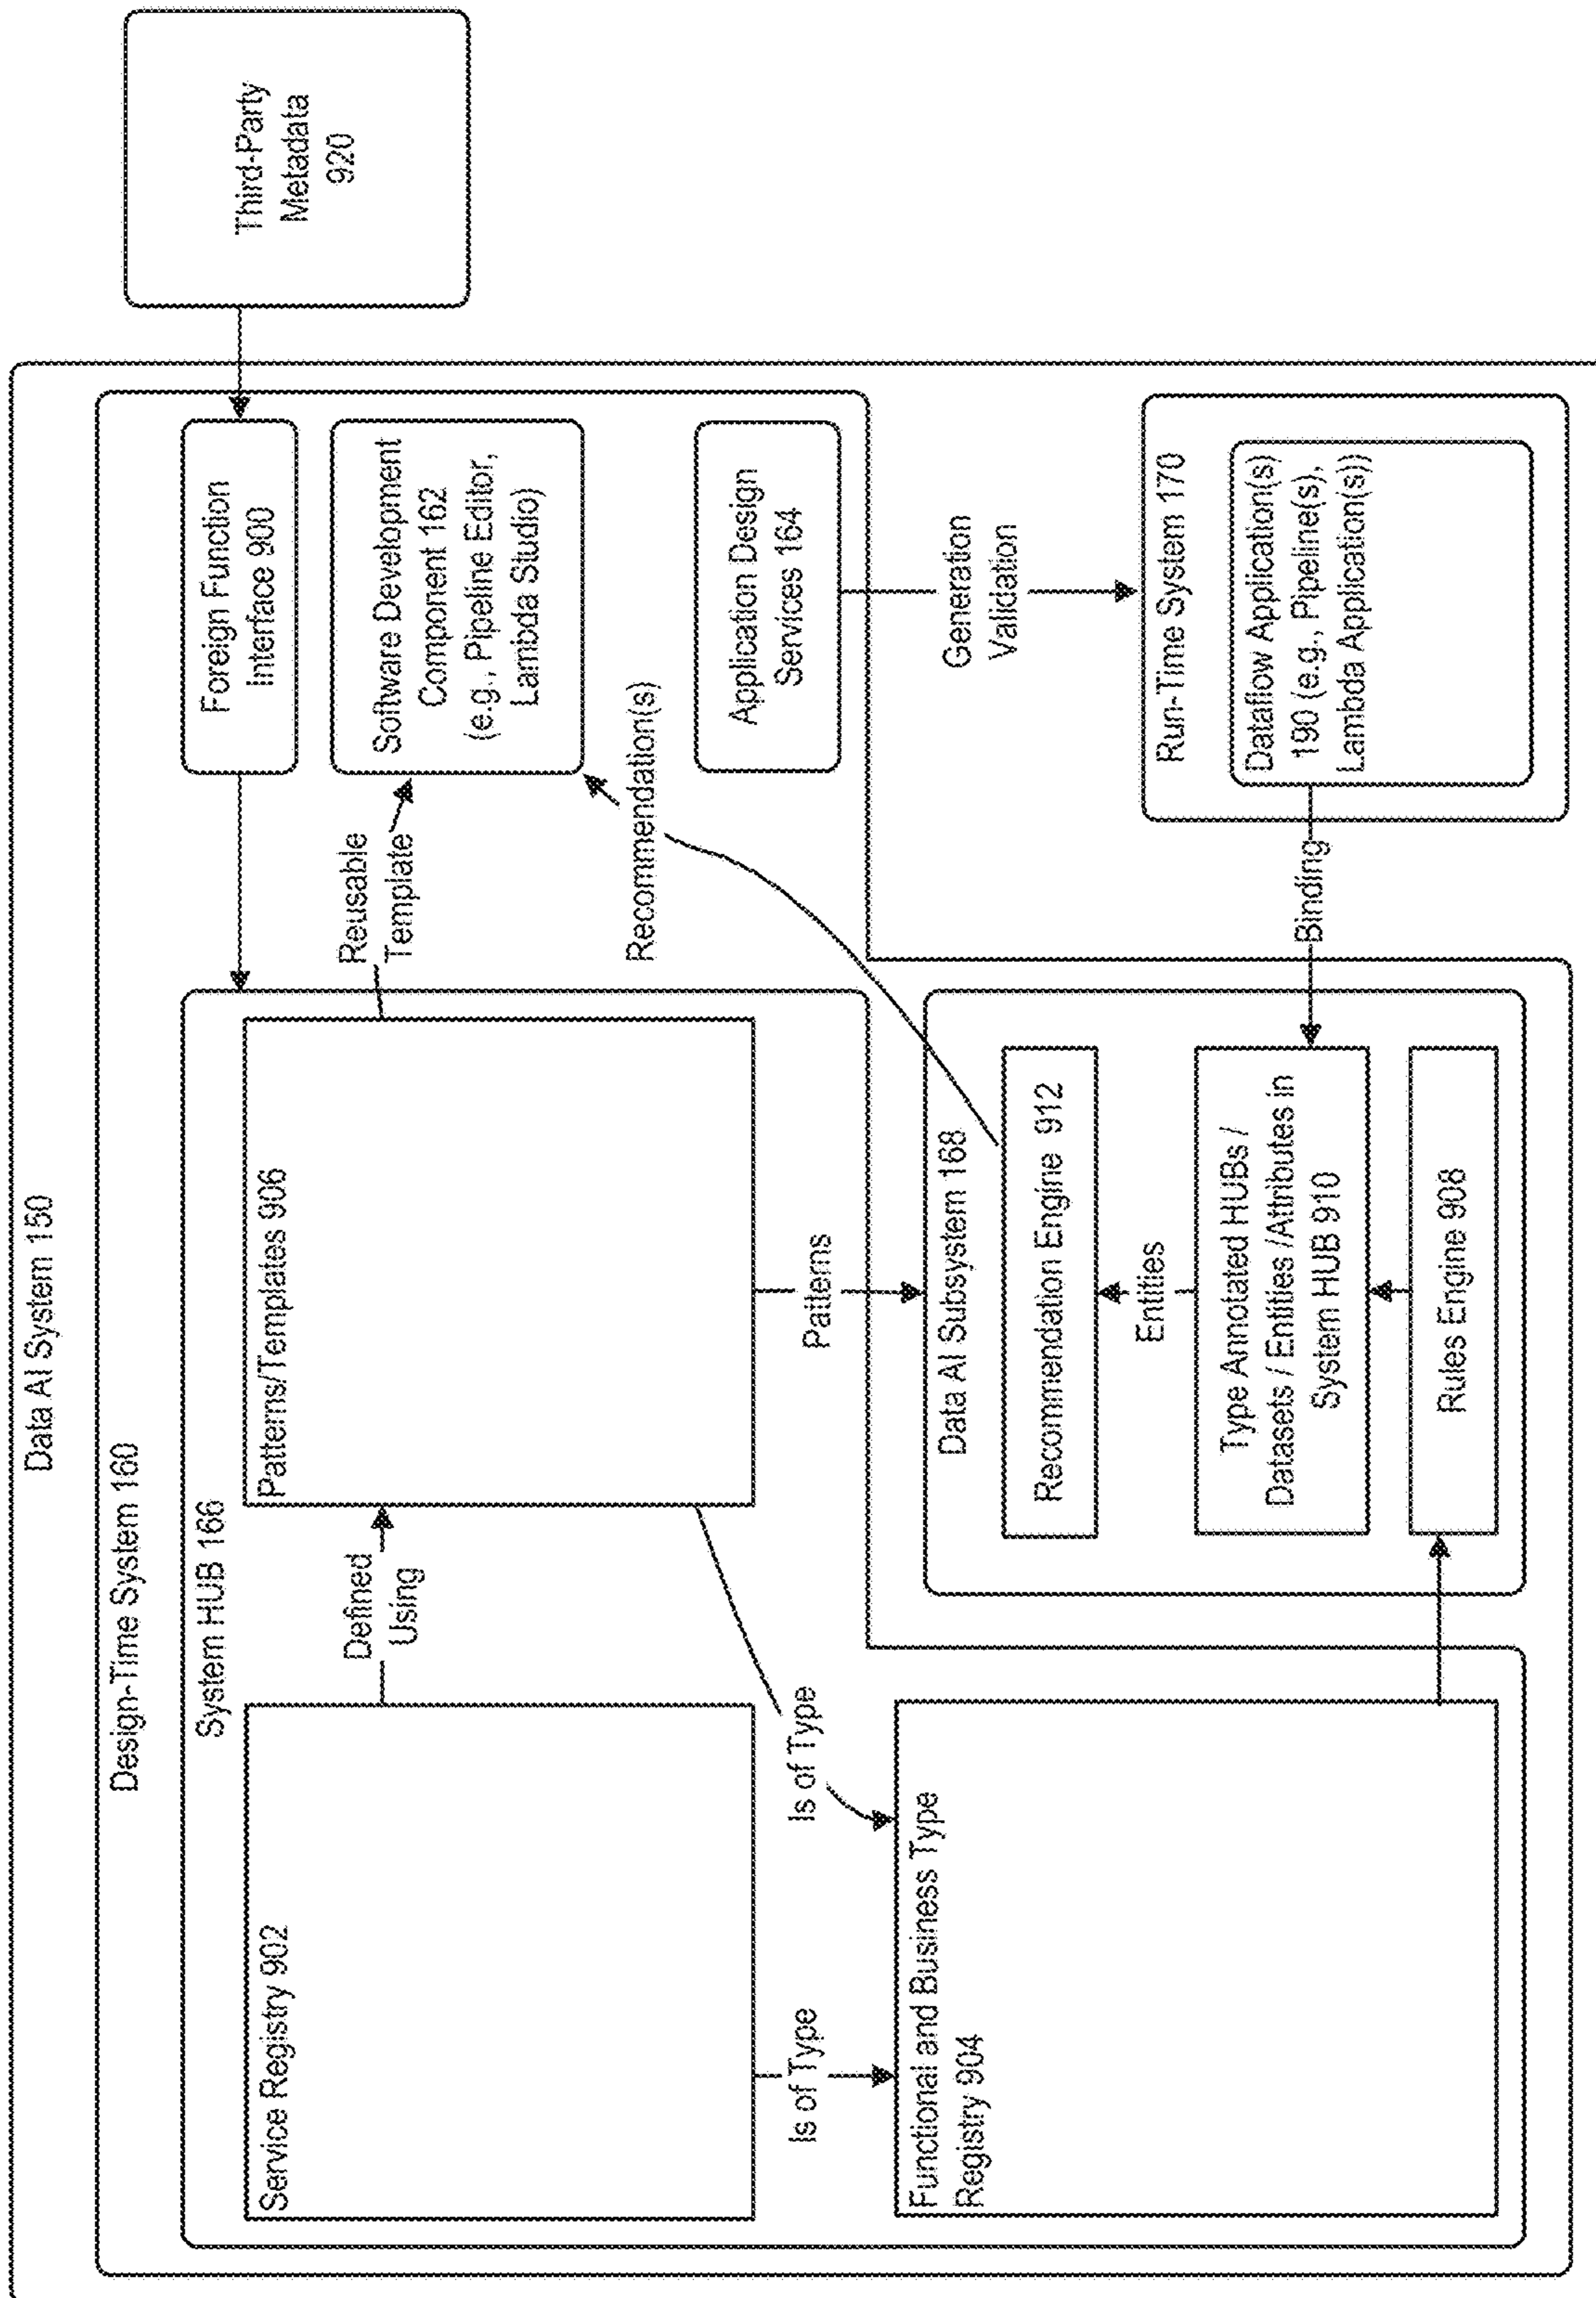 Data AI System 150
Design-Time System 160
System HUB 166
Service Registry 902
Defined
Using
Patterns/Templates 906
Reusable
Template
Foreign Function
Interface 900
Third-Party
Metadata
920
Software Development
Component 162
(e.g., Pipeline Editor,
Lambda Studio)
Recommendation(s)
Application Design
Services 164
Is of Type
Is of Type
Patterns
Functional and Business Type
Registry 904
Data AI Subsystem 168
Recommendation Engine 912
Entities
Type Annotated HUBs /
Datasets / Entities /Attributes in
System HUB 910
Rules Engine 908
Binding
Generation
Validation
Run-Time System 170
Dataflow Application(s)
190 (e.g., Pipeline(s),
Lambda Application(s))